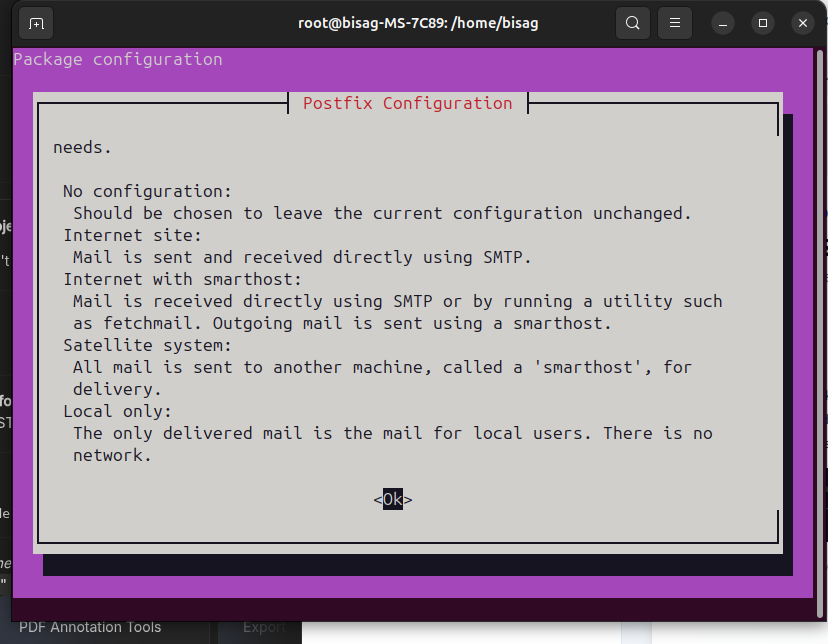 root@bisag-MS-7C89: /home/bisag
Package configuration
Postfix Configuration
needs.
No configuration:
Should be chosen to leave the current configuration unchanged.
Internet site:
Mail is sent and received directly using SMTP.
Internet with smarthost:
Mail is received directly using SMTP or by running a utility such
as fetchmail. Outgoing mail is sent using a smarthost.
Satellite system:
All mail is sent to another machine, called a 'smarthost', for
delivery.
Local only:
The only delivered mail is the mail for local users. There is no
network.
<Ok>
PDF Annotation Tools
Export